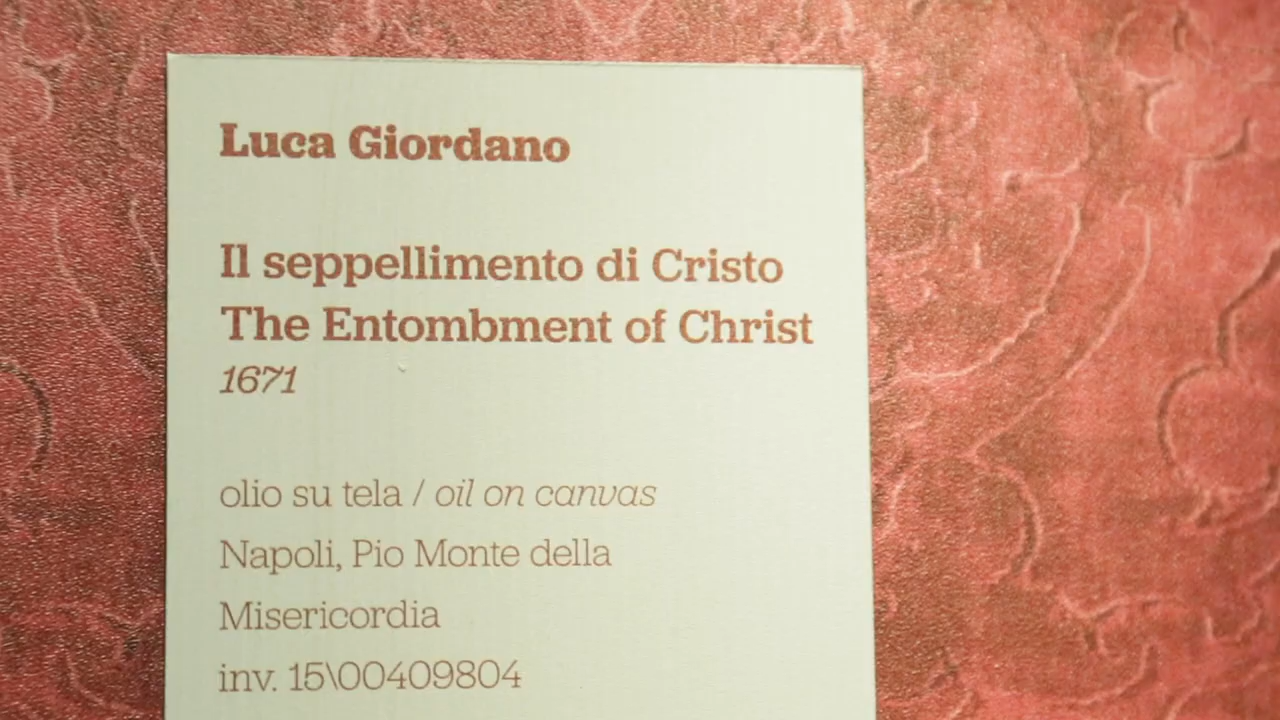 Luca Giordano
Il seppellimento di Cristo
The Entombment of Christ
1671
olio su tela / oil on canvas
Napoli, Pio Monte della
Misericordia
inv. 15\00409804